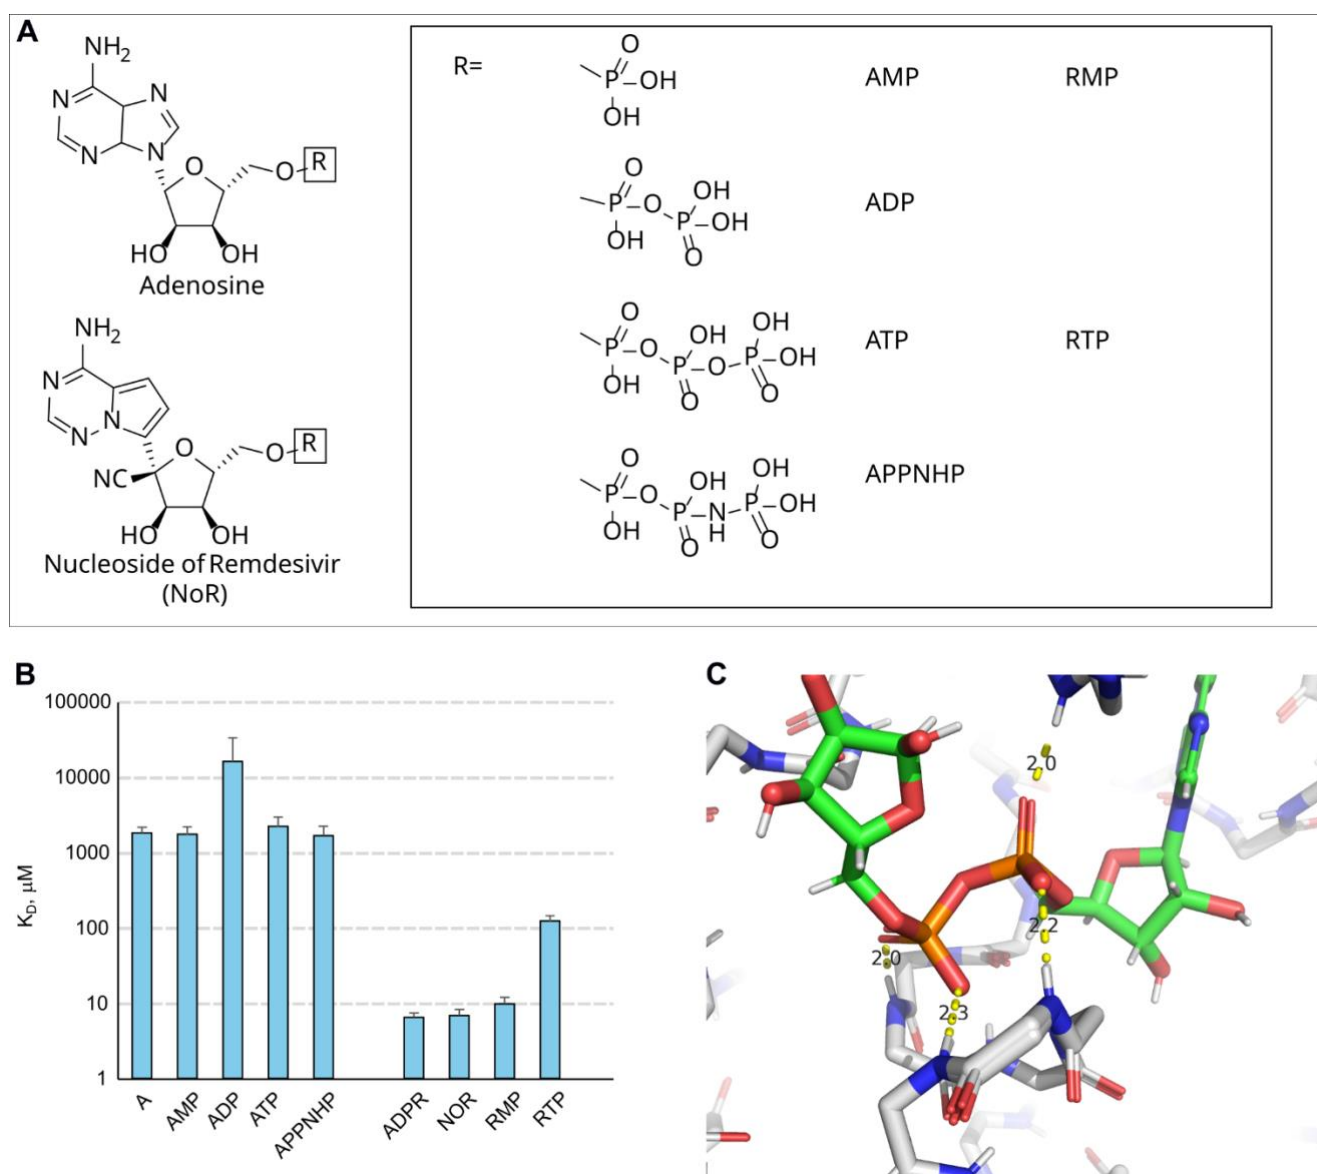 A
NH2
N
N
N
N
O
O
R
HO
OH
Adenosine
NH2
N
N
N
O
O
R
NC
HO
OH
Nucleoside of Remdesivir
(NoR)
R=
O
P
OH
OH
AMP
RMP
O
P
O
OH
P
OH
OH
O
ADP
O
P
O
OH
P
O
OH
P
OH
OH
O
O
ATP
RTP
O
P
O
OH
P
N
H
OH
P
OH
OH
O
O
APPNHP
B
100000
10000
1000
100
10
1
KD, μM
A
AMP
ADP
ATP
APPNHP
ADPR
NOR
RMP
RTP
C
2.0
2.2
2.0
2.3